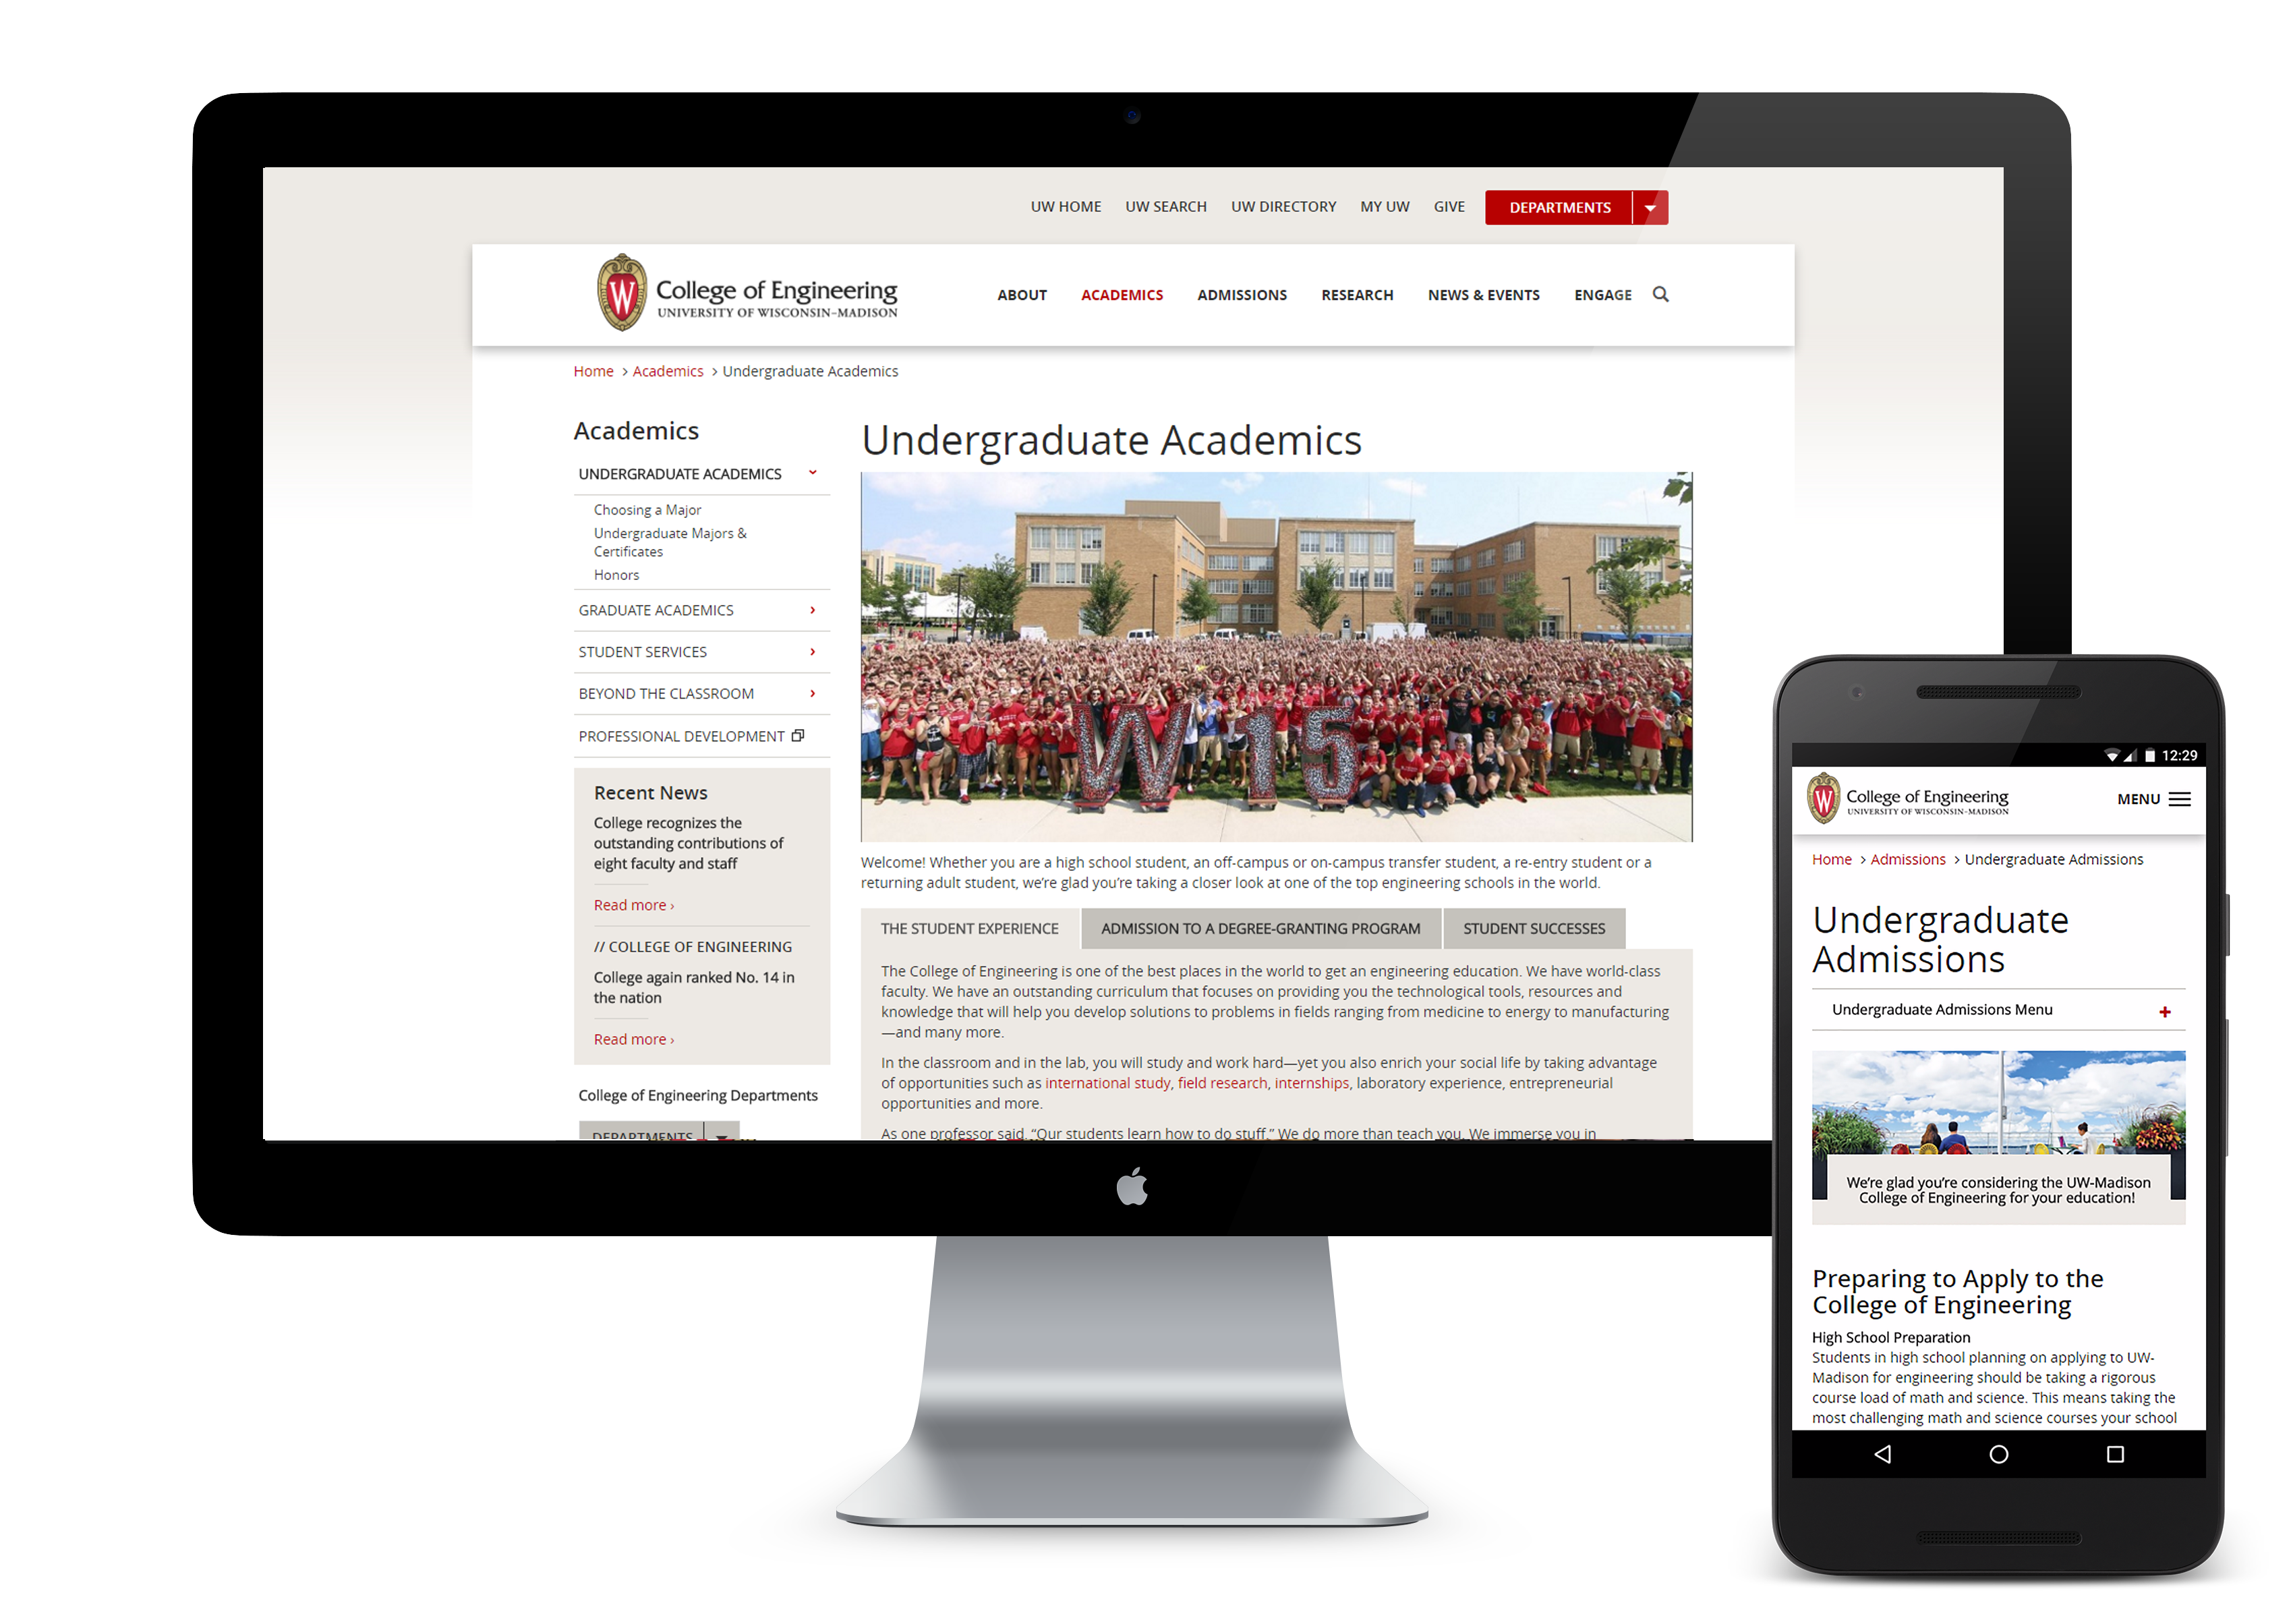 UW HOME UW SEARCH UW DIRECTORY MY UW GIVE DEPARTMENTS
W
College of Engineering
UNIVERSITY OF WISCONSIN–MADISON
ABOUT ACADEMICS ADMISSIONS RESEARCH NEWS & EVENTS ENGAGE
Home > Academics > Undergraduate Academics
Academics
UNDERGRADUATE ACADEMICS
Choosing a Major
Undergraduate Majors &
Certificates
Honors
GRADUATE ACADEMICS
STUDENT SERVICES
BEYOND THE CLASSROOM
PROFESSIONAL DEVELOPMENT
Recent News
College recognizes the
outstanding contributions of
eight faculty and staff
Read more ›
// COLLEGE OF ENGINEERING
College again ranked No. 14 in
the nation
Read more ›
College of Engineering Departments
DEPARTMENTS
Undergraduate Academics
W 15
Welcome! Whether you are a high school student, an off-campus or on-campus transfer student, a re-entry student or a
returning adult student, we’re glad you’re taking a closer look at one of the top engineering schools in the world.
THE STUDENT EXPERIENCE ADMISSION TO A DEGREE-GRANTING PROGRAM STUDENT SUCCESSES
The College of Engineering is one of the best places in the world to get an engineering education. We have world-class
faculty. We have an outstanding curriculum that focuses on providing you the technological tools, resources and
knowledge that will help you develop solutions to problems in fields ranging from medicine to energy to manufacturing
—and many more.
In the classroom and in the lab, you will study and work hard—yet you also enrich your social life by taking advantage
of opportunities such as international study, field research, internships, laboratory experience, entrepreneurial
opportunities and more.
As one professor said, “Our students learn how to do stuff.” We do more than teach you. We immerse you in
12:29
W
College of Engineering
UNIVERSITY OF WISCONSIN–MADISON
MENU
Home > Admissions > Undergraduate Admissions
Undergraduate
Admissions
Undergraduate Admissions Menu +
We’re glad you’re considering the UW-Madison
College of Engineering for your education!
Preparing to Apply to the
College of Engineering
High School Preparation
Students in high school planning on applying to UW-
Madison for engineering should be taking a rigorous
course load of math and science. This means taking the
most challenging math and science courses your school